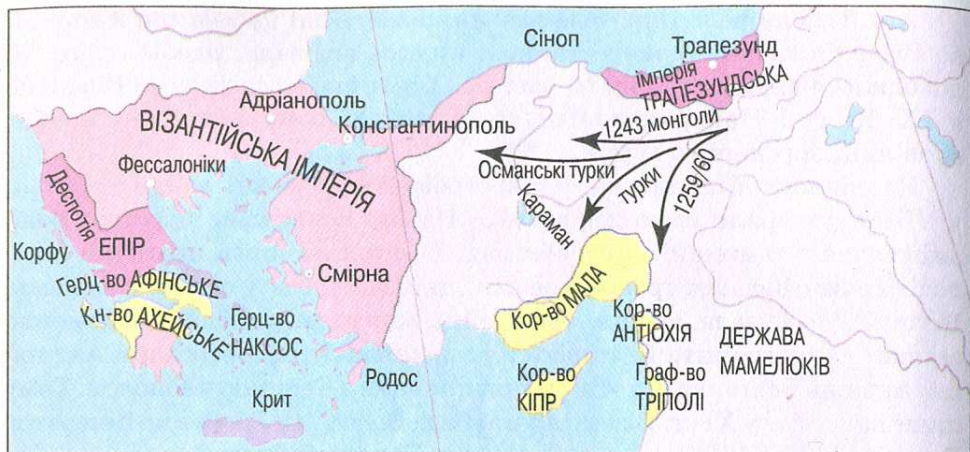 Сіноп
Трапезунд
імперія
ТРАПЕЗУНДСЬКА
Адріанополь
Константинополь
ВІЗАНТІЙСЬКА ІМПЕРІЯ
Фессалоніки
1243 монголи
Османські турки
турки
1259/60
Караман
Деспотія
ЕПІР
Корфу
Смірна
Герц-во АФІНСЬКЕ
Кн-во АХЕЙСЬКЕ
Герц-во
НАКСОС
Родос
Крит
Кор-во МАЛА
Кор-во
АНТІОХІЯ
ДЕРЖАВА
МАМЕЛЮКІВ
Кор-во
КІПР
Граф-во
ТРІПОЛІ